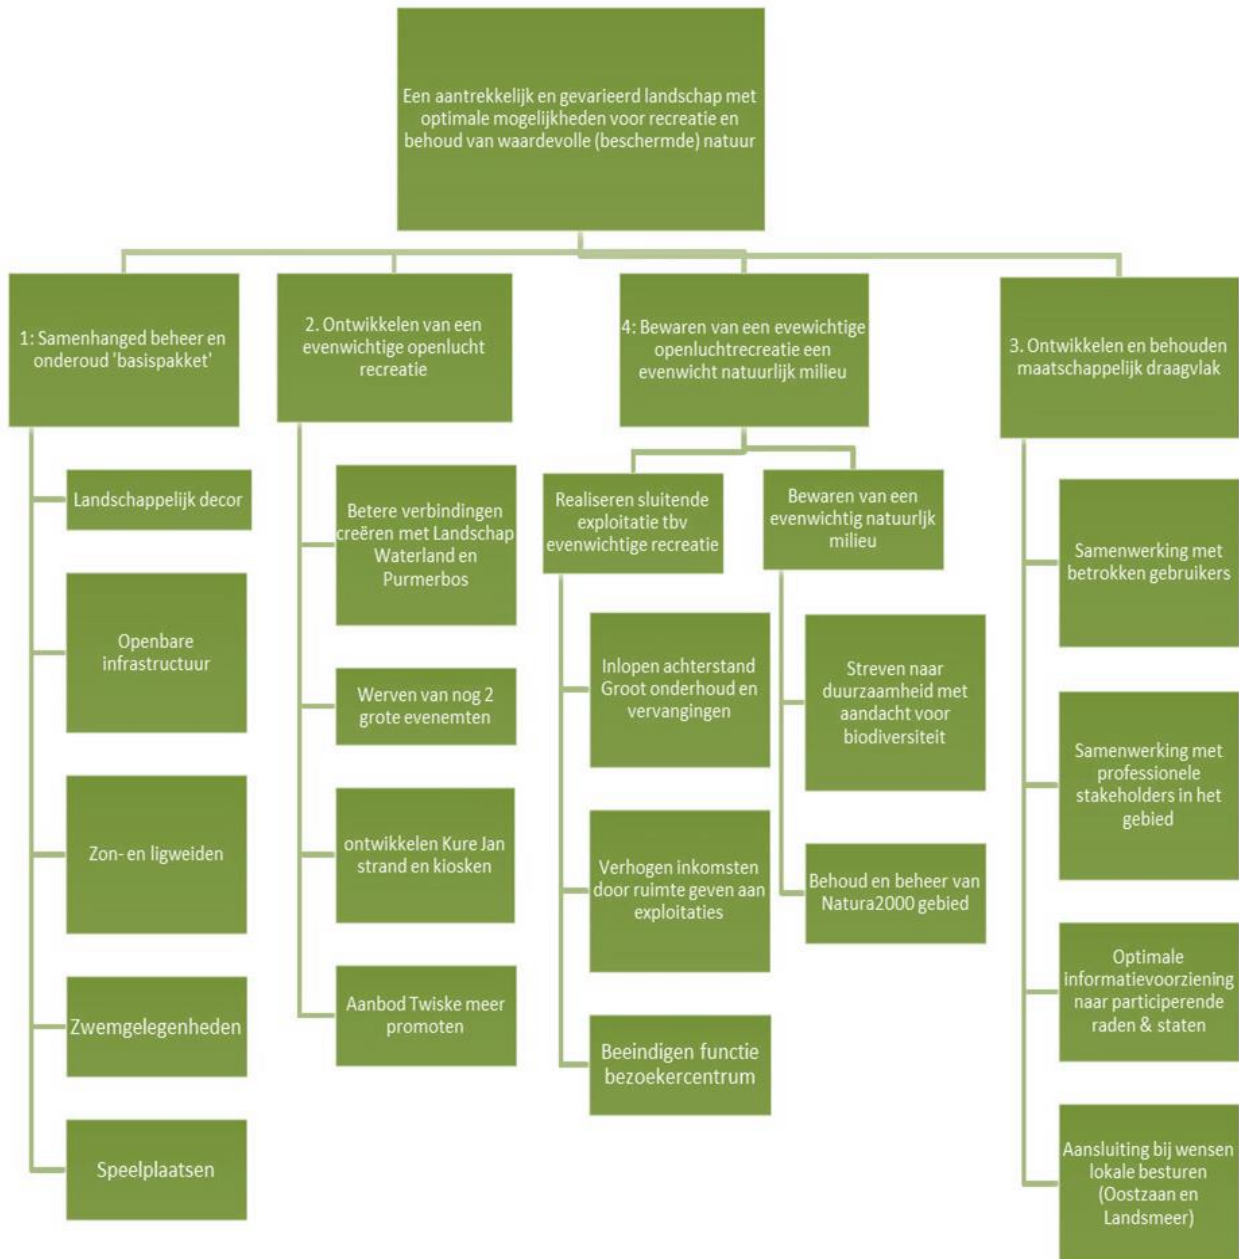 Een aantrekkelijk en gevarieerd landschap met
optimale mogelijkheden voor recreatie en
behoud van waardevolle (beschermde) natuur
1: Samenhanged beheer en
onderoud 'basispakket'
Landschappelijk decor
Openbare
infrastructuur
Zon- en ligweiden
Zwemgelegenheden
Speelplaatsen
2. Ontwikkelen van een
evenwichtige openlucht
recreatie
Betere verbindingen
creëren met Landschap
Waterland en
Purmerbos
Werven van nog 2
grote evenemten
ontwikkelen Kure Jan
strand en kiosken
Aanbod Twiske meer
promoten
4: Bewaren van een evewichtige
openluchtrecreatie een
evenwicht natuurlijk milieu
Realiseren sluitende
exploitatie tbv
evenwichtige recreatie
Inlopen achterstand
Groot onderhoud en
vervangingen
Verhogen inkomsten
door ruimte geven aan
exploitaties
Beeindigen functie
bezoekercentrum
Bewaren van een
evenwichtig natuurljk
milieu
Streven naar
duurzaamheid met
aandacht voor
biodiversiteit
Behoud en beheer van
Natura2000 gebied
3. Ontwikkelen en behouden
maatschappelijk draagvlak
Samenwerking met
betrokken gebruikers
Samenwerking met
professionele
stakeholders in het
gebied
Optimale
informatievoorziening
naar participerende
raden & staten
Aansluiting bij wensen
lokale besturen
(Oostzaan en
Landsmeer)